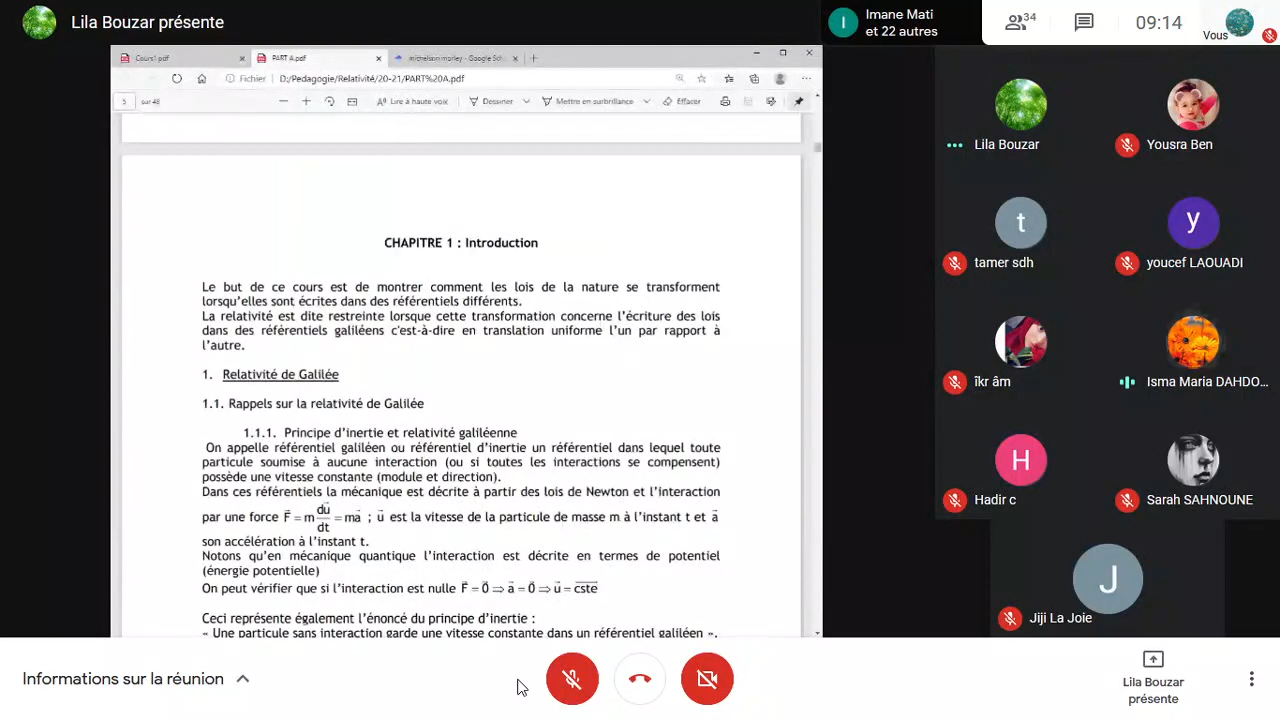 Lila Bouzar présente
I
Imane Mati
et 22 autres
34
09:14
Vous
Cours1.pdf
PART A.pdf
michelson morley - Google Sch
Fichier
D:/Pedagogie/Relativité/20-21/PART%20A.pdf
5 sur 48
Lire à haute voix
Dessiner
Mettre en surbrillance
Effacer
CHAPITRE 1 : Introduction
Le but de ce cours est de montrer comment les lois de la nature se transforment
lorsqu'elles sont écrites dans des référentiels différents.
La relativité est dite restreinte lorsque cette transformation concerne l'écriture des lois
dans des référentiels galiléens c'est-à-dire en translation uniforme l'un par rapport à
l'autre.
1. Relativité de Galilée
1.1. Rappels sur la relativité de Galilée
1.1.1. Principe d'inertie et relativité galiléenne
On appelle référentiel galiléen ou référentiel d'inertie un référentiel dans lequel toute
particule soumise à aucune interaction (ou si toutes les interactions se compensent)
possède une vitesse constante (module et direction).
Dans ces référentiels la mécanique est décrite à partir des lois de Newton et l'interaction
par une force F⃗ = m du⃗/dt = ma⃗ ; u⃗ est la vitesse de la particule de masse m à l'instant t et a⃗
son accélération à l'instant t.
Notons qu'en mécanique quantique l'interaction est décrite en termes de potentiel
(énergie potentielle)
On peut vérifier que si l'interaction est nulle F⃗ = 0⃗ ⇒ a⃗ = 0⃗ ⇒ u⃗ = cste
Ceci représente également l'énoncé du principe d'inertie :
« Une particule sans interaction garde une vitesse constante dans un référentiel galiléen ».
Lila Bouzar
Yousra Ben
t
tamer sdh
y
youcef LAOUADI
îkr âm
Isma Maria DAHDO...
H
Hadir c
Sarah SAHNOUNE
J
Jiji La Joie
Informations sur la réunion
Lila Bouzar
présente